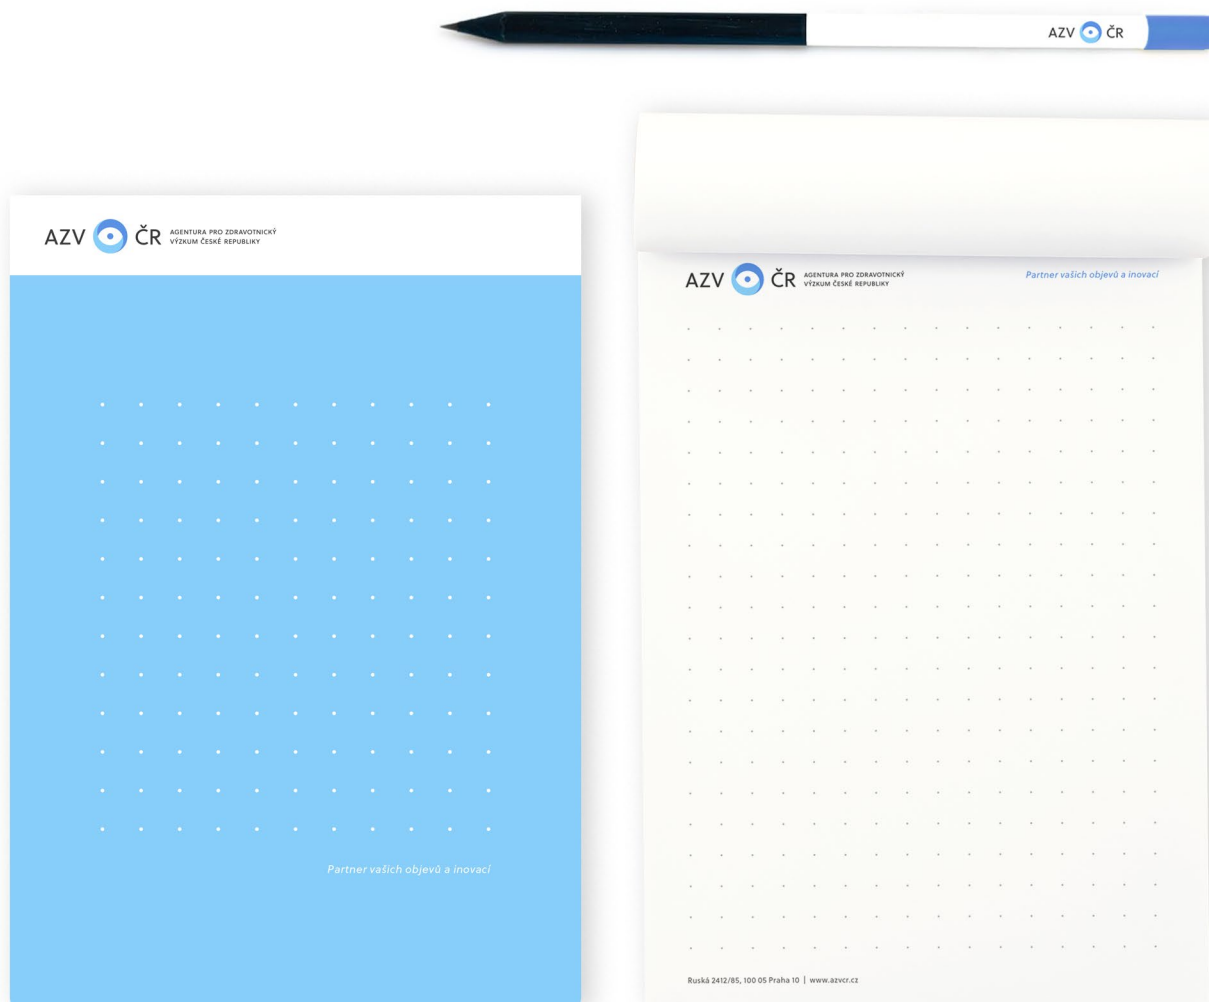 AZV ČR
AZV ČR
AGENTURA PRO ZDRAVOTNICKÝ
VÝZKUM ČESKÉ REPUBLIKY
Partner vašich objevů a inovací
AZV ČR
AGENTURA PRO ZDRAVOTNICKÝ
VÝZKUM ČESKÉ REPUBLIKY
Partner vašich objevů a inovací
Ruská 2412/85, 100 05 Praha 10 | www.azvcr.cz